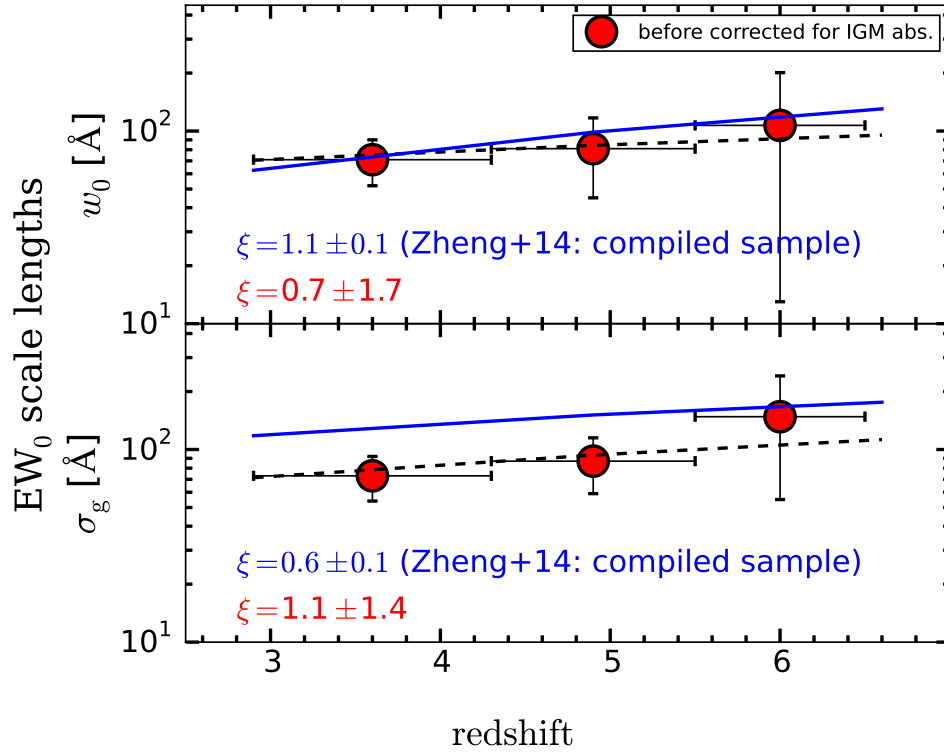 before corrected for IGM abs.
10²
w₀ [Å]
ξ=1.1±0.1 (Zheng+14: compiled sample)
ξ=0.7±1.7
10¹
EW₀ scale lengths
10²
σg [Å]
ξ=0.6±0.1 (Zheng+14: compiled sample)
ξ=1.1±1.4
10¹
3 4 5 6
redshift